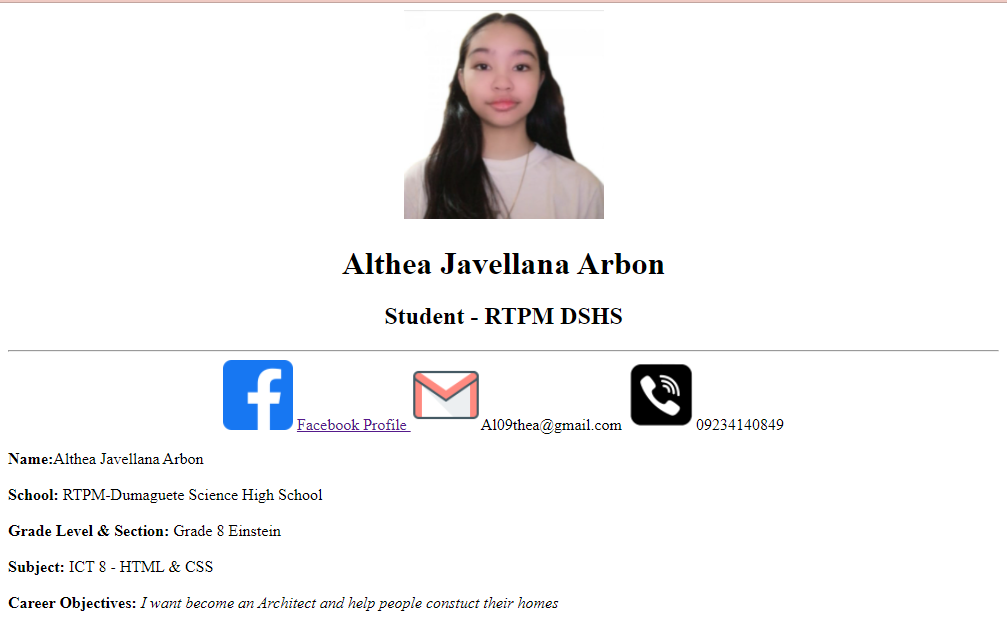 Althea Javellana Arbon
Student - RTPM DSHS
Facebook Profile Al09thea@gmail.com 09234140849
Name:Althea Javellana Arbon
School: RTPM-Dumaguete Science High School
Grade Level & Section: Grade 8 Einstein
Subject: ICT 8 - HTML & CSS
Career Objectives: I want become an Architect and help people constuct their homes